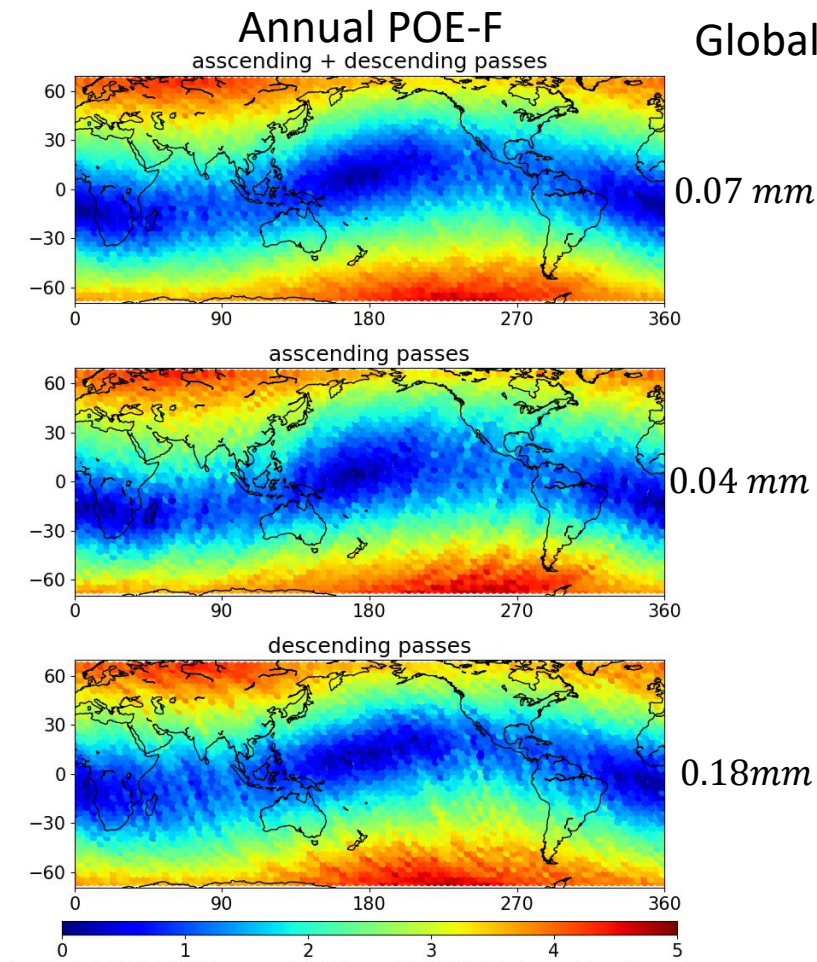 Annual POE-F
Global
asscending + descending passes
60
30
0
−30
−60
0 90 180 270 360
0.07 mm
asscending passes
60
30
0
−30
−60
0 90 180 270 360
0.04 mm
descending passes
60
30
0
−30
−60
0 90 180 270 360
0.18mm
0 1 2 3 4 5